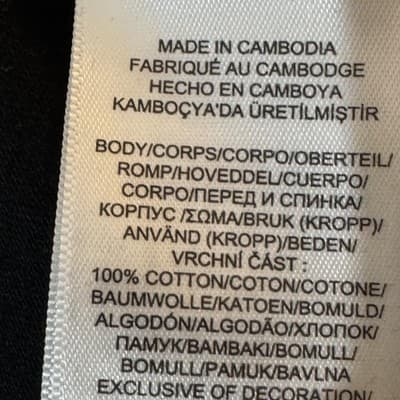 MADE IN CAMBODIA
FABRIQUÉ AU CAMBODGE
HECHO EN CAMBOYA
KAMBOÇYA'DA ÜRETİLMİŞTİR
BODY/CORPS/CORPO/OBERTEIL/
ROMP/HOVEDDEL/CUERPO/
CORPO/ПЕРЕД И СПИНКА/
КОРПУС /ΣΩΜΑ/BRUK (KROPP)/
ANVÄND (KROPP)/BEDEN/
VRCHNÍ ČÁST :
100% COTTON/COTON/COTONE/
BAUMWOLLE/KATOEN/BOMULD/
ALGODÓN/ALGODÃO/ХЛОПОК/
ПАМУК/ΒΑΜΒΑΚΙ/BOMULL/
BOMULL/PAMUK/BAVLNA
EXCLUSIVE OF DECORATION/